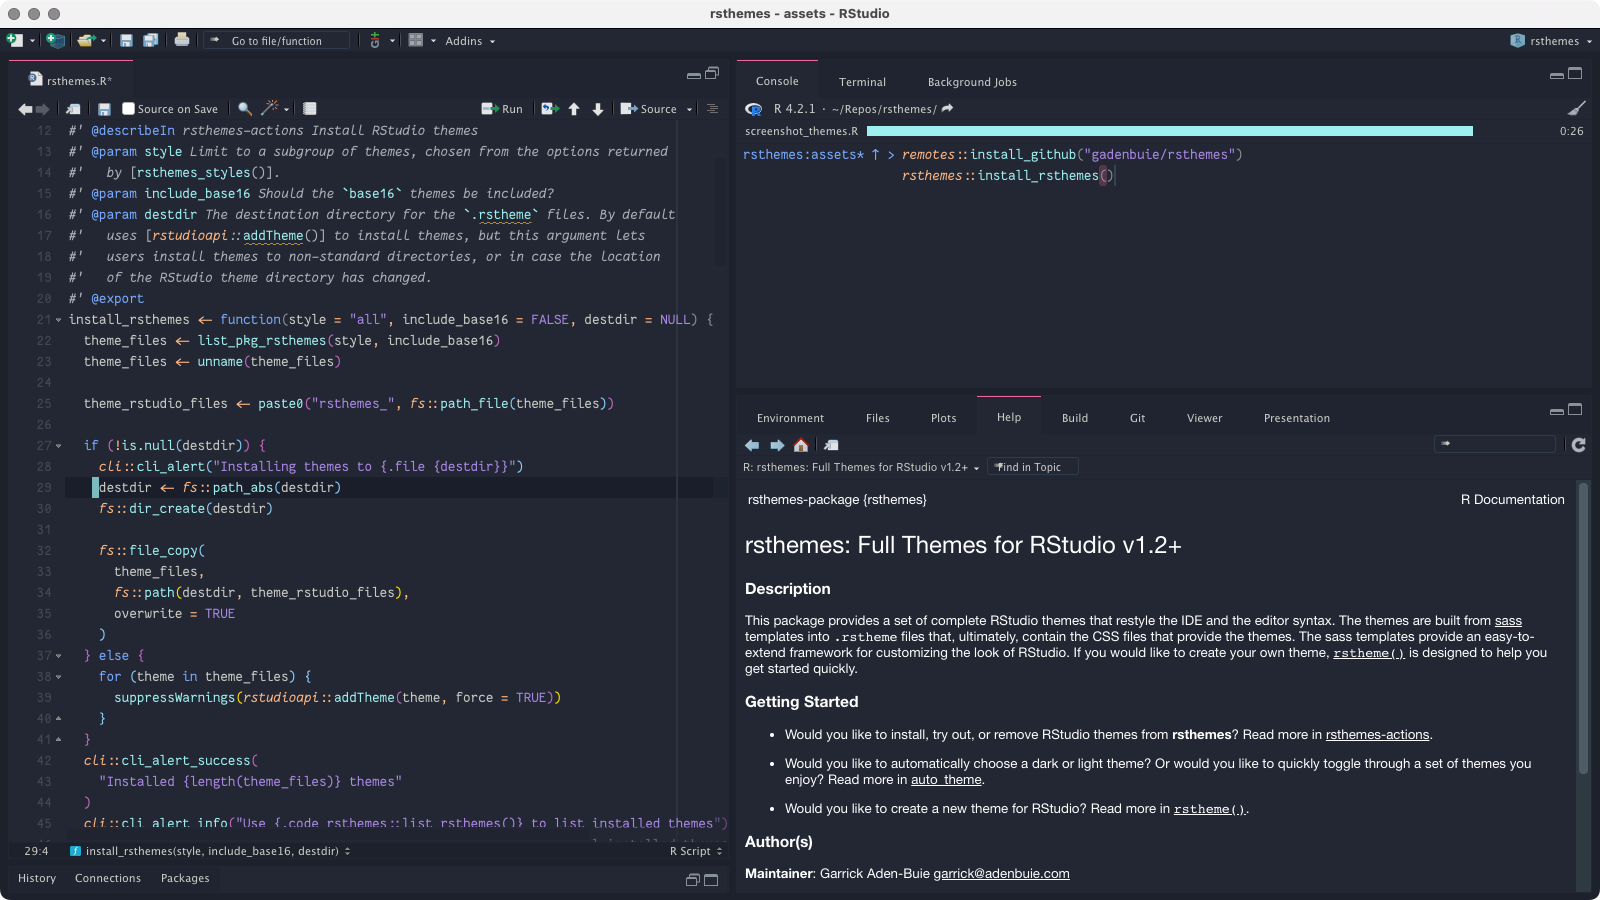 rsthemes - assets - RStudio
Go to file/function
Addins
rsthemes
rsthemes.R*
Source on Save
Run
Source
12 #' @describeIn rsthemes-actions Install RStudio themes
13 #' @param style Limit to a subgroup of themes, chosen from the options returned
14 #'   by [rsthemes_styles()].
15 #' @param include_base16 Should the `base16` themes be included?
16 #' @param destdir The destination directory for the `.rstheme` files. By default
17 #'   uses [rstudioapi::addTheme()] to install themes, but this argument lets
18 #'   users install themes to non-standard directories, or in case the location
19 #'   of the RStudio theme directory has changed.
20 #' @export
21 install_rsthemes <- function(style = "all", include_base16 = FALSE, destdir = NULL) {
22   theme_files <- list_pkg_rsthemes(style, include_base16)
23   theme_files <- unname(theme_files)
24
25   theme_rstudio_files <- paste0("rsthemes_", fs::path_file(theme_files))
26
27   if (!is.null(destdir)) {
28     cli::cli_alert("Installing themes to {.file {destdir}}")
29     destdir <- fs::path_abs(destdir)
30     fs::dir_create(destdir)
31
32     fs::file_copy(
33       theme_files,
34       fs::path(destdir, theme_rstudio_files),
35       overwrite = TRUE
36     )
37   } else {
38     for (theme in theme_files) {
39       suppressWarnings(rstudioapi::addTheme(theme, force = TRUE))
40     }
41   }
42   cli::cli_alert_success(
43     "Installed {length(theme_files)} themes"
44   )
45   cli::cli_alert_info("Use {.code rsthemes::list_rsthemes()} to list installed themes")
29:4
install_rsthemes(style, include_base16, destdir)
R Script
History
Connections
Packages
Console
Terminal
Background Jobs
R 4.2.1 · ~/Repos/rsthemes/
screenshot_themes.R
0:26
rsthemes:assets* ↑ > remotes::install_github("gadenbuie/rsthemes")
rsthemes::install_rsthemes()
Environment
Files
Plots
Help
Build
Git
Viewer
Presentation
R: rsthemes: Full Themes for RStudio v1.2+
Find in Topic
rsthemes-package {rsthemes}
R Documentation
rsthemes: Full Themes for RStudio v1.2+
Description
This package provides a set of complete RStudio themes that restyle the IDE and the editor syntax. The themes are built from sass
templates into .rstheme files that, ultimately, contain the CSS files that provide the themes. The sass templates provide an easy-to-
extend framework for customizing the look of RStudio. If you would like to create your own theme, rstheme() is designed to help you
get started quickly.
Getting Started
• Would you like to install, try out, or remove RStudio themes from rsthemes? Read more in rsthemes-actions.
• Would you like to automatically choose a dark or light theme? Or would you like to quickly toggle through a set of themes you
enjoy? Read more in auto_theme.
• Would you like to create a new theme for RStudio? Read more in rstheme().
Author(s)
Maintainer: Garrick Aden-Buie garrick@adenbuie.com